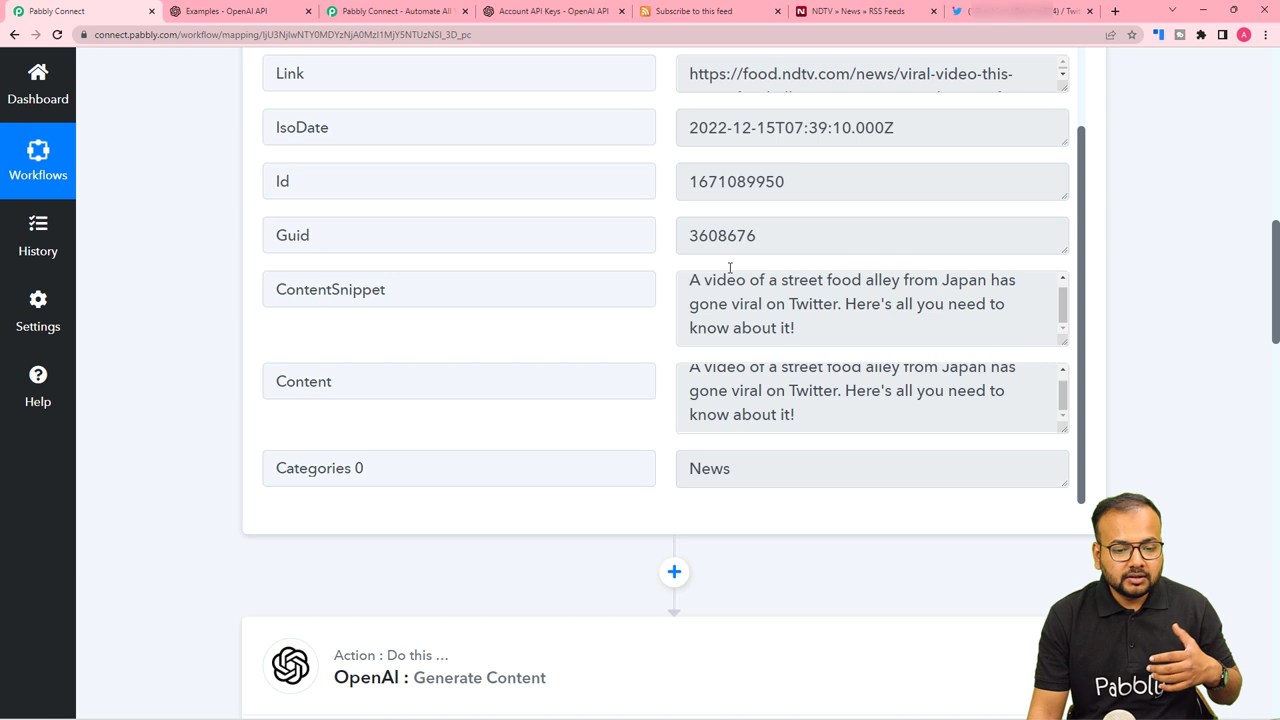 Pabbly Connect
Examples - OpenAI API
Pabbly Connect - Automate All
Account API Keys - OpenAI API
Subscribe to this feed
NDTV » News » RSS Feeds
connect.pabbly.com/workflow/mapping/
A
Dashboard
Workflows
History
Settings
Help
Link
https://food.ndtv.com/news/viral-video-this-
IsoDate
2022-12-15T07:39:10.000Z
Id
1671089950
Guid
3608676
ContentSnippet
A video of a street food alley from Japan has
gone viral on Twitter. Here's all you need to
know about it!
Content
A video of a street food alley from Japan has
gone viral on Twitter. Here's all you need to
know about it!
Categories 0
News
Action : Do this ...
OpenAI : Generate Content
Pabbly